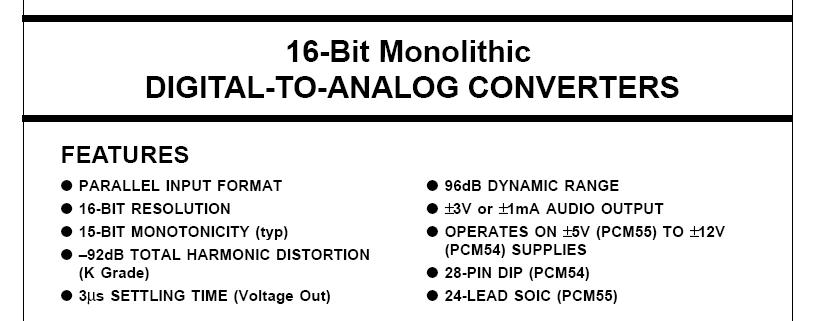 16-Bit Monolithic
DIGITAL-TO-ANALOG CONVERTERS
FEATURES
● PARALLEL INPUT FORMAT
● 16-BIT RESOLUTION
● 15-BIT MONOTONICITY (typ)
● –92dB TOTAL HARMONIC DISTORTION
(K Grade)
● 3µs SETTLING TIME (Voltage Out)
● 96dB DYNAMIC RANGE
● ±3V or ±1mA AUDIO OUTPUT
● OPERATES ON ±5V (PCM55) TO ±12V
(PCM54) SUPPLIES
● 28-PIN DIP (PCM54)
● 24-LEAD SOIC (PCM55)